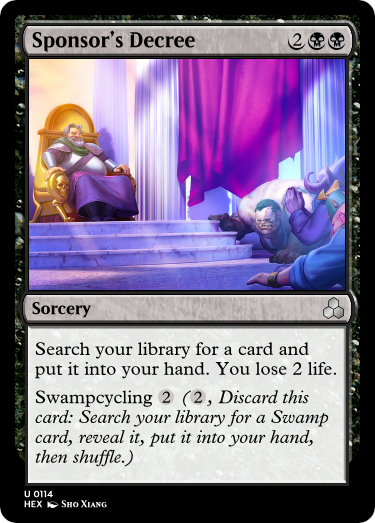 Sponsor's Decree 2
Sorcery
Search your library for a card and
put it into your hand. You lose 2 life.
Swampcycling 2 (2, Discard this
card: Search your library for a Swamp
card, reveal it, put it into your hand,
then shuffle.)
U 0114
HEX Sho Xiang